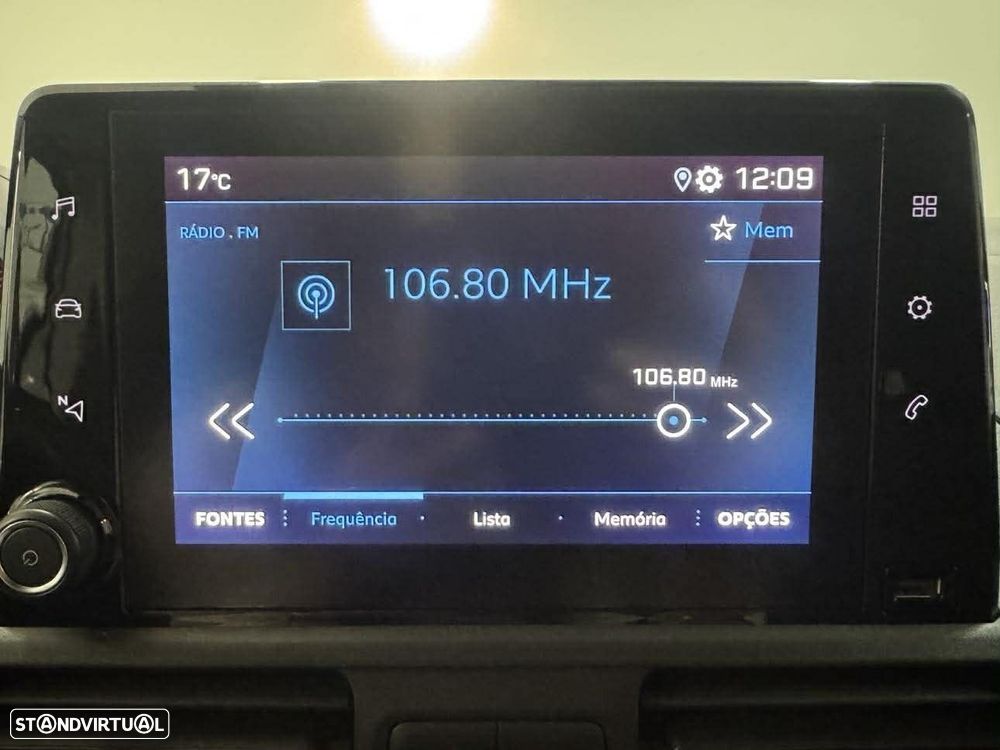 17°C 12:09
RÁDIO . FM
Mem
106.80 MHz
106.80 MHz
N
FONTES Frequência Lista Memória OPÇÕES
STANDVIRTUAL